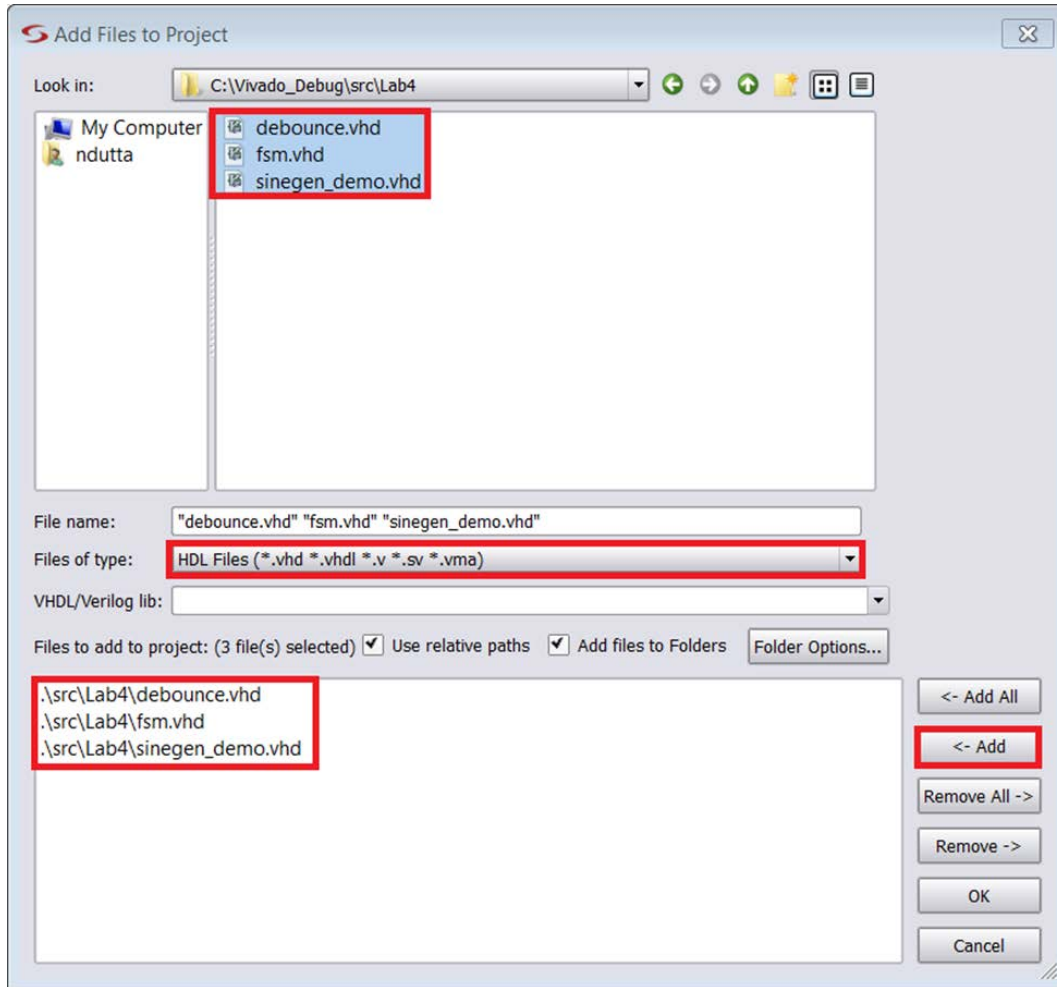 Add Files to Project
Look in: C:\Vivado_Debug\src\Lab4
My Computer
ndutta
debounce.vhd
fsm.vhd
sinegen_demo.vhd
File name: "debounce.vhd" "fsm.vhd" "sinegen_demo.vhd"
Files of type: HDL Files (*.vhd *.vhdl *.v *.sv *.vma)
VHDL/Verilog lib:
Files to add to project: (3 file(s) selected) Use relative paths Add files to Folders Folder Options...
.\src\Lab4\debounce.vhd
.\src\Lab4\fsm.vhd
.\src\Lab4\sinegen_demo.vhd
<- Add All
<- Add
Remove All ->
Remove ->
OK
Cancel